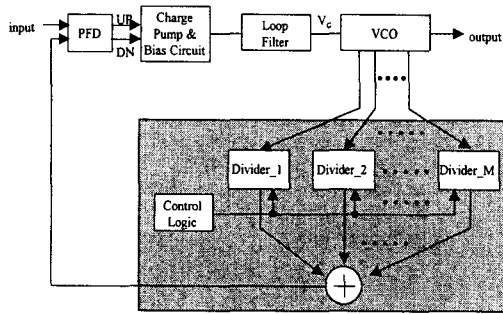 input
PFD
UP
DN
Charge
Pump &
Bias Circuit
Loop
Filter
Vc
VCO
output
Divider_1
Divider_2
Divider_M
Control
Logic